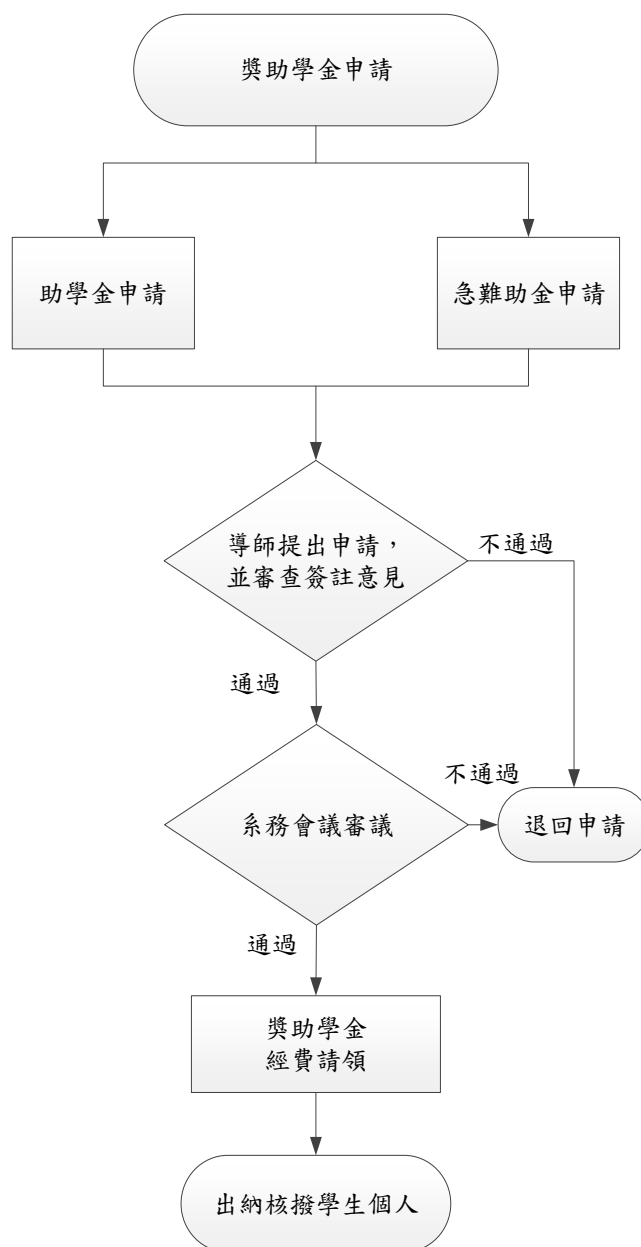 獎助學金申請
助學金申請
急難助金申請
導師提出申請，
並審查簽註意見
不通過
通過
不通過
系務會議審議
退回申請
通過
獎助學金
經費請領
出納核撥學生個人